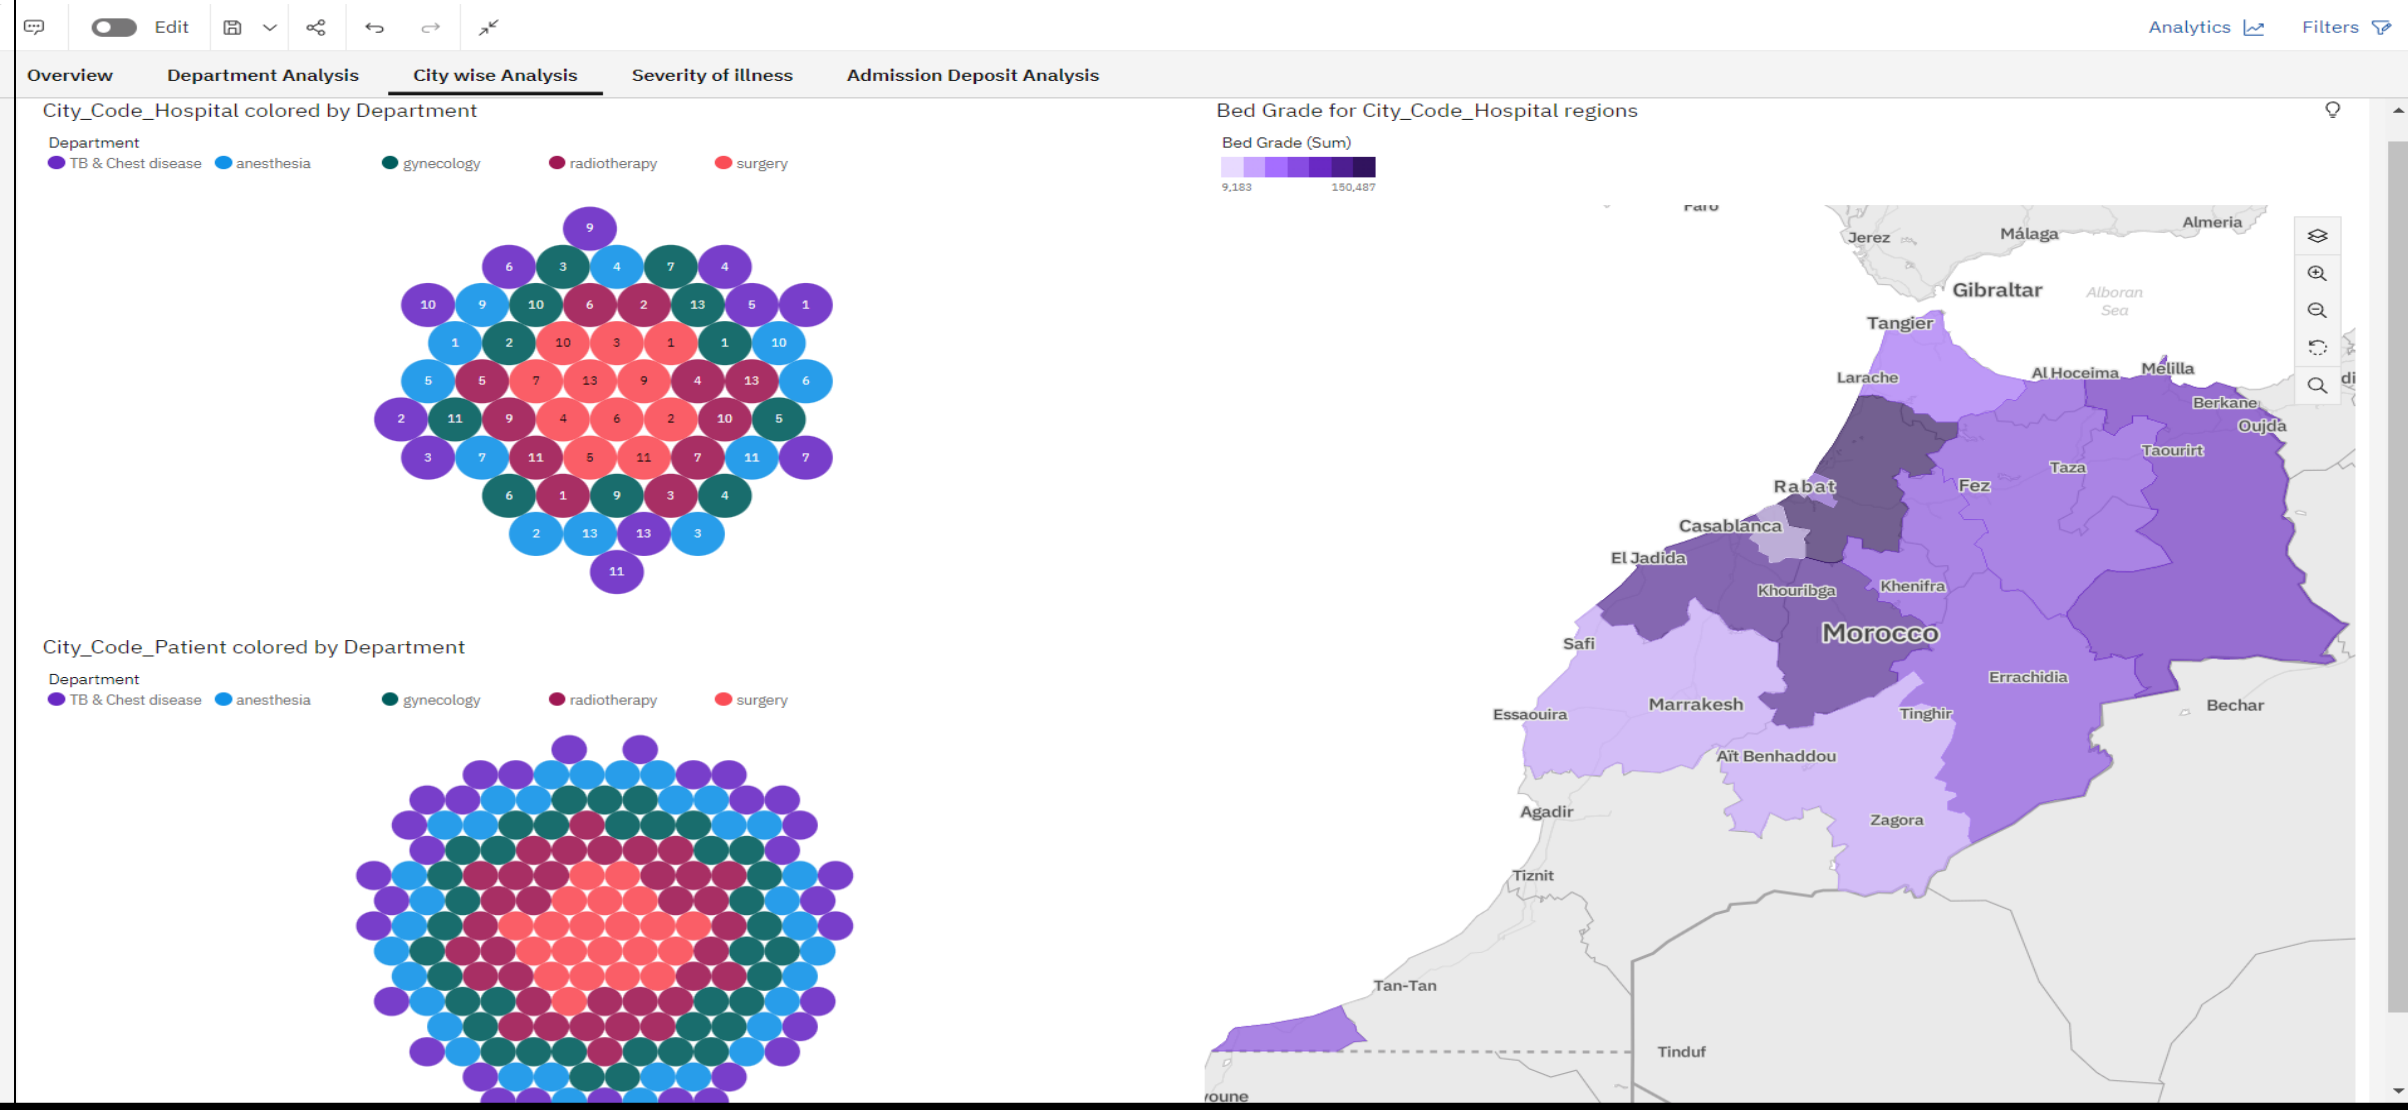 Edit
Analytics
Filters
Overview
Department Analysis
City wise Analysis
Severity of illness
Admission Deposit Analysis
City_Code_Hospital colored by Department
Department
TB & Chest disease
anesthesia
gynecology
radiotherapy
surgery
9
6 3 4 7 4
10 9 10 6 2 13 5 1
1 2 10 3 1 1 10
5 5 7 13 9 4 13 6
2 11 9 4 6 2 10 5
3 7 11 5 11 7 11 7
6 1 9 3 4
2 13 13 3
11
City_Code_Patient colored by Department
Department
TB & Chest disease
anesthesia
gynecology
radiotherapy
surgery
Bed Grade for City_Code_Hospital regions
Bed Grade (Sum)
9,183
150,487
Faro
Almeria
Málaga
Jerez
Gibraltar
Alboran
Sea
Tangier
Al Hoceima
Melilla
Larache
di
Berkane
Oujda
Taourirt
Taza
Fez
Rabat
Casablanca
El Jadida
Khouribga
Khenifra
Morocco
Safi
Errachidia
Marrakesh
Bechar
Essaouira
Tinghir
Aït Benhaddou
Agadir
Zagora
Tiznit
Tan-Tan
Tinduf
youne